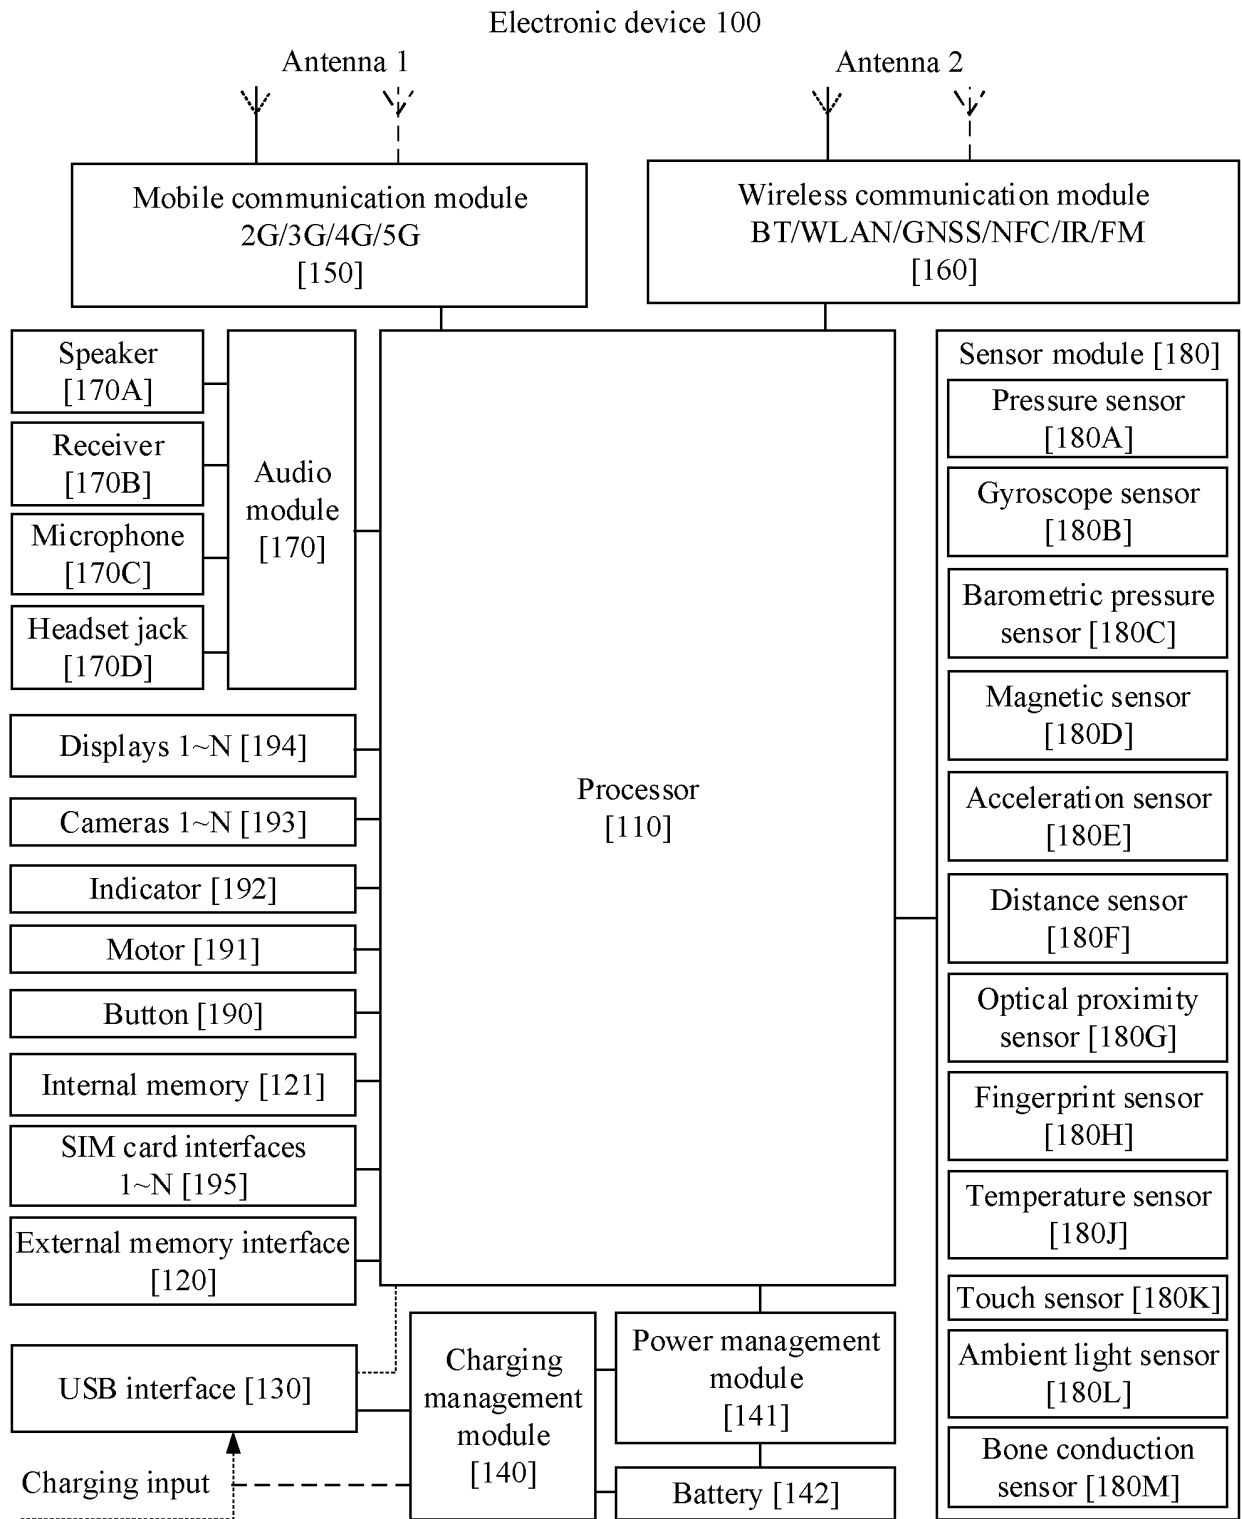 Electronic device 100
Antenna 1
Antenna 2
Mobile communication module
2G/3G/4G/5G
[150]
Wireless communication module
BT/WLAN/GNSS/NFC/IR/FM
[160]
Speaker
[170A]
Receiver
[170B]
Microphone
[170C]
Headset jack
[170D]
Audio
module
[170]
Displays 1~N [194]
Cameras 1~N [193]
Indicator [192]
Motor [191]
Button [190]
Internal memory [121]
SIM card interfaces
1~N [195]
External memory interface
[120]
USB interface [130]
Charging input
Processor
[110]
Charging
management
module
[140]
Power management
module
[141]
Battery [142]
Sensor module [180]
Pressure sensor
[180A]
Gyroscope sensor
[180B]
Barometric pressure
sensor [180C]
Magnetic sensor
[180D]
Acceleration sensor
[180E]
Distance sensor
[180F]
Optical proximity
sensor [180G]
Fingerprint sensor
[180H]
Temperature sensor
[180J]
Touch sensor [180K]
Ambient light sensor
[180L]
Bone conduction
sensor [180M]